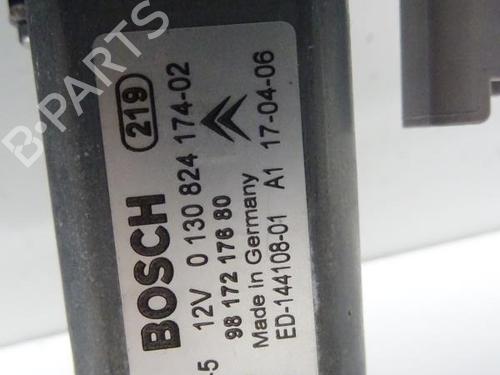 B-PARTS
BOSCH 219
12V 0 130 824 174-02
98 172 176 80
Made in Germany
ED-144108-01 A1 17-04-06
-5